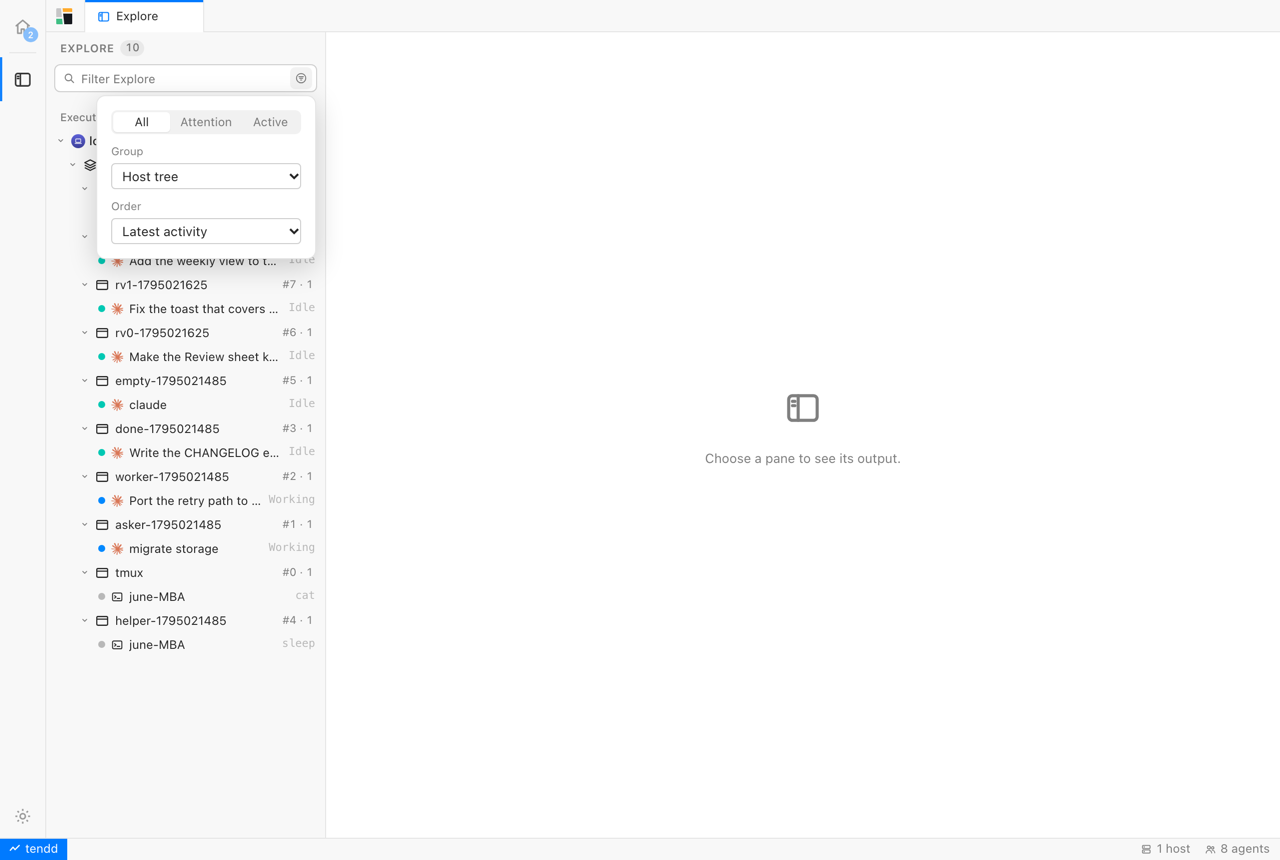 2
Explore
EXPLORE 10
Filter Explore
All Attention Active
Group
Host tree
Order
Latest activity
Add the weekly view to t... Idle
rv1-1795021625 #7 · 1
Fix the toast that covers ... Idle
rv0-1795021625 #6 · 1
Make the Review sheet k... Idle
empty-1795021485 #5 · 1
claude Idle
done-1795021485 #3 · 1
Write the CHANGELOG e... Idle
worker-1795021485 #2 · 1
Port the retry path to ... Working
asker-1795021485 #1 · 1
migrate storage Working
tmux #0 · 1
june-MBA cat
helper-1795021485 #4 · 1
june-MBA sleep
Choose a pane to see its output.
tendd
1 host 8 agents